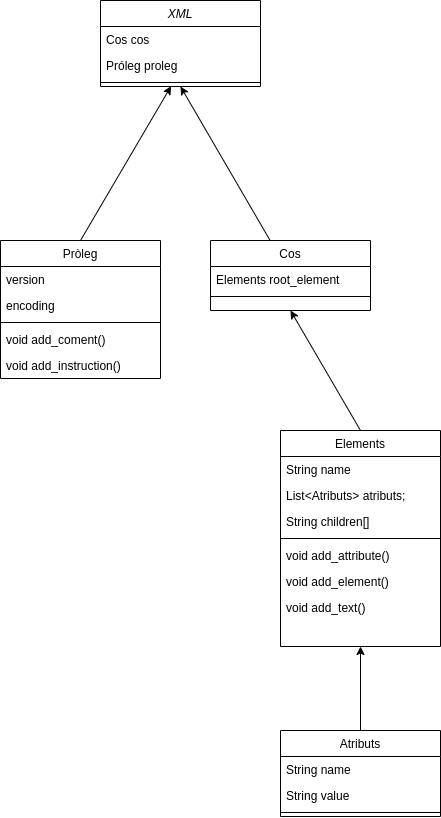 XML
Cos cos
Próleg proleg
Pròleg
version
encoding
void add_coment()
void add_instruction()
Cos
Elements root_element
Elements
String name
List<Atributs> atributs;
String children[]
void add_attribute()
void add_element()
void add_text()
Atributs
String name
String value